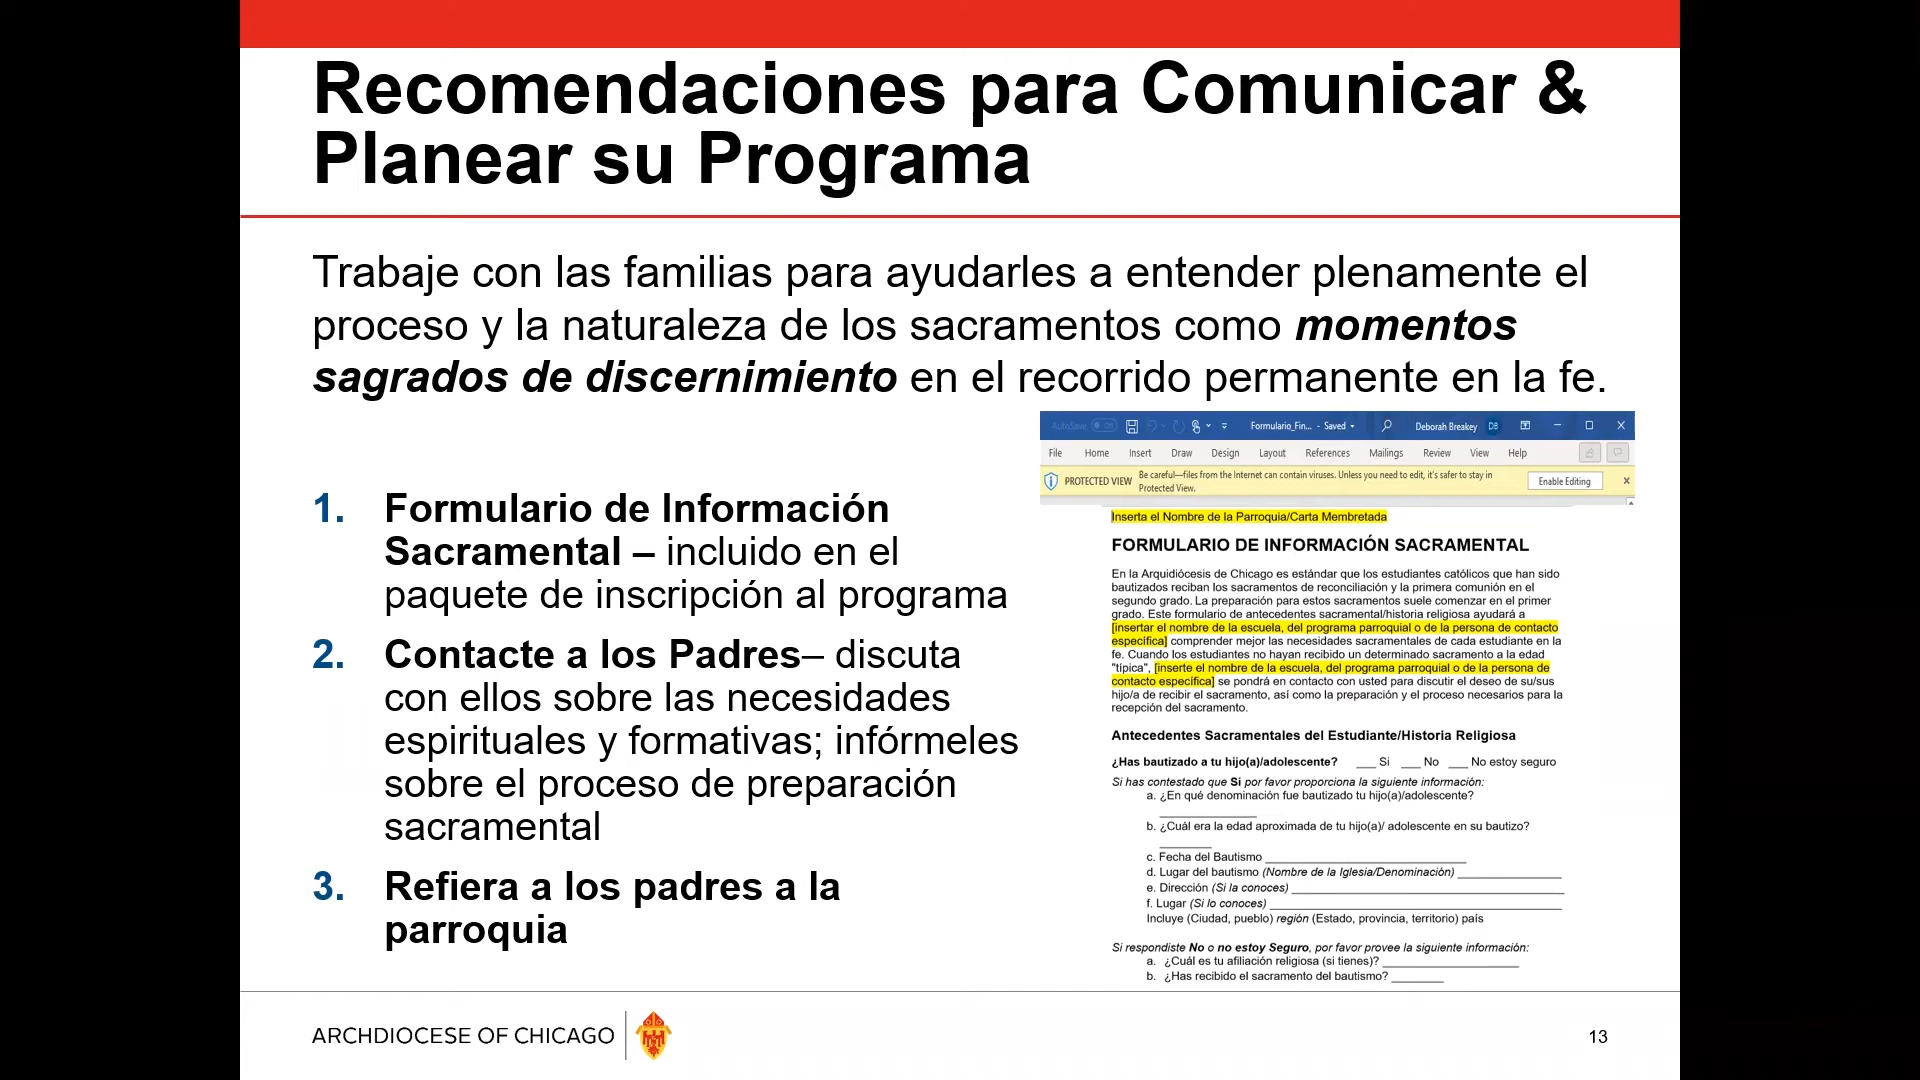 Recomendaciones para Comunicar &
Planear su Programa
Trabaje con las familias para ayudarles a entender plenamente el
proceso y la naturaleza de los sacramentos como momentos
sagrados de discernimiento en el recorrido permanente en la fe.
1. Formulario de Información
Sacramental – incluido en el
paquete de inscripción al programa
2. Contacte a los Padres– discuta
con ellos sobre las necesidades
espirituales y formativas; infórmeles
sobre el proceso de preparación
sacramental
3. Refiera a los padres a la
parroquia
AutoSave Off Formulario_Fin... - Saved Deborah Breakey DB
File Home Insert Draw Design Layout References Mailings Review View Help
PROTECTED VIEW Be careful—files from the Internet can contain viruses. Unless you need to edit, it's safer to stay in
Protected View. Enable Editing
Inserta el Nombre de la Parroquia/Carta Membretada
FORMULARIO DE INFORMACIÓN SACRAMENTAL
En la Arquidiócesis de Chicago es estándar que los estudiantes católicos que han sido
bautizados reciban los sacramentos de reconciliación y la primera comunión en el
segundo grado. La preparación para estos sacramentos suele comenzar en el primer
grado. Este formulario de antecedentes sacramental/historia religiosa ayudará a
[insertar el nombre de la escuela, del programa parroquial o de la persona de contacto
específica] comprender mejor las necesidades sacramentales de cada estudiante en la
fe. Cuando los estudiantes no hayan recibido un determinado sacramento a la edad
"típica", [inserte el nombre de la escuela, del programa parroquial o de la persona de
contacto específica] se pondrá en contacto con usted para discutir el deseo de su/sus
hijo/a de recibir el sacramento, así como la preparación y el proceso necesarios para la
recepción del sacramento.
Antecedentes Sacramentales del Estudiante/Historia Religiosa
¿Has bautizado a tu hijo(a)/adolescente? ___ Si ___ No ___ No estoy seguro
Si has contestado que Si por favor proporciona la siguiente información:
a. ¿En qué denominación fue bautizado tu hijo(a)/adolescente?
_______________
b. ¿Cuál era la edad aproximada de tu hijo(a)/ adolescente en su bautizo?
________
c. Fecha del Bautismo _______________________________
d. Lugar del bautismo (Nombre de la Iglesia/Denominación) ________________
e. Dirección (Si la conoces) __________________________________________
f. Lugar (Si lo conoces) _____________________________________________
Incluye (Ciudad, pueblo) región (Estado, provincia, territorio) país
Si respondiste No o no estoy Seguro, por favor provee la siguiente información:
a. ¿Cuál es tu afiliación religiosa (si tienes)? _____________________
b. ¿Has recibido el sacramento del bautismo? ________
ARCHDIOCESE OF CHICAGO
13